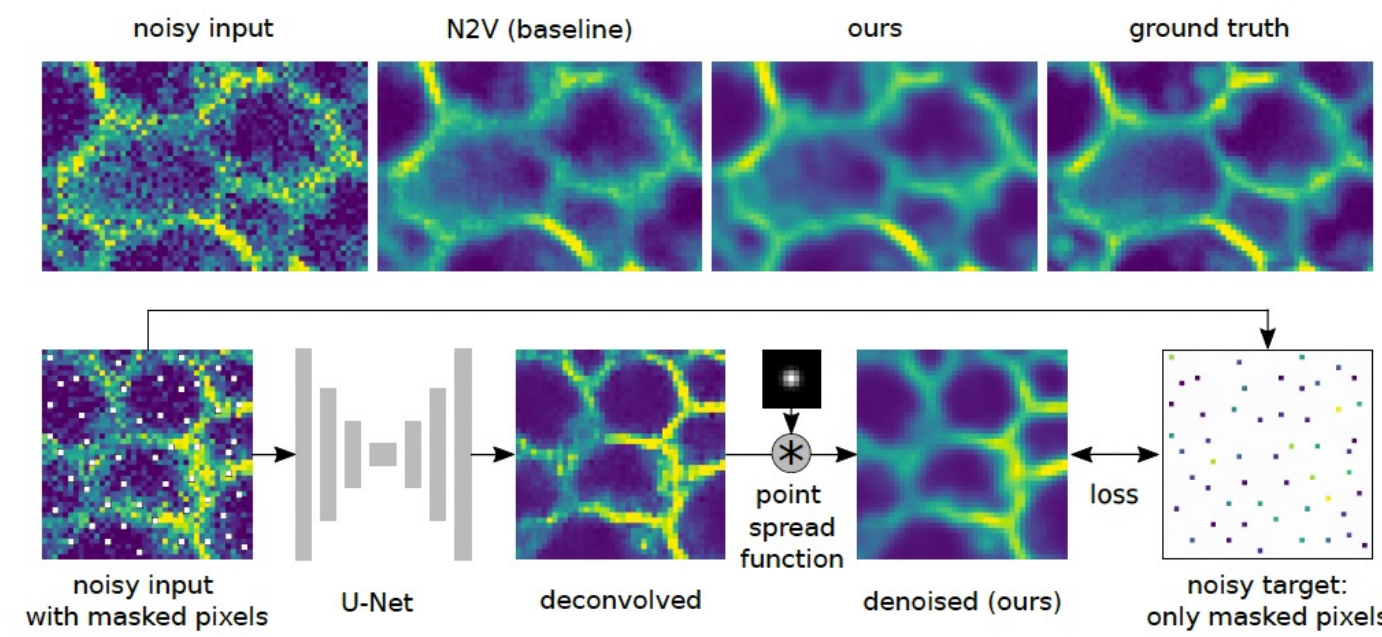 noisy input
N2V (baseline)
ours
ground truth
point
spread
function
loss
noisy input
with masked pixels
U-Net
deconvolved
denoised (ours)
noisy target:
only masked pixels